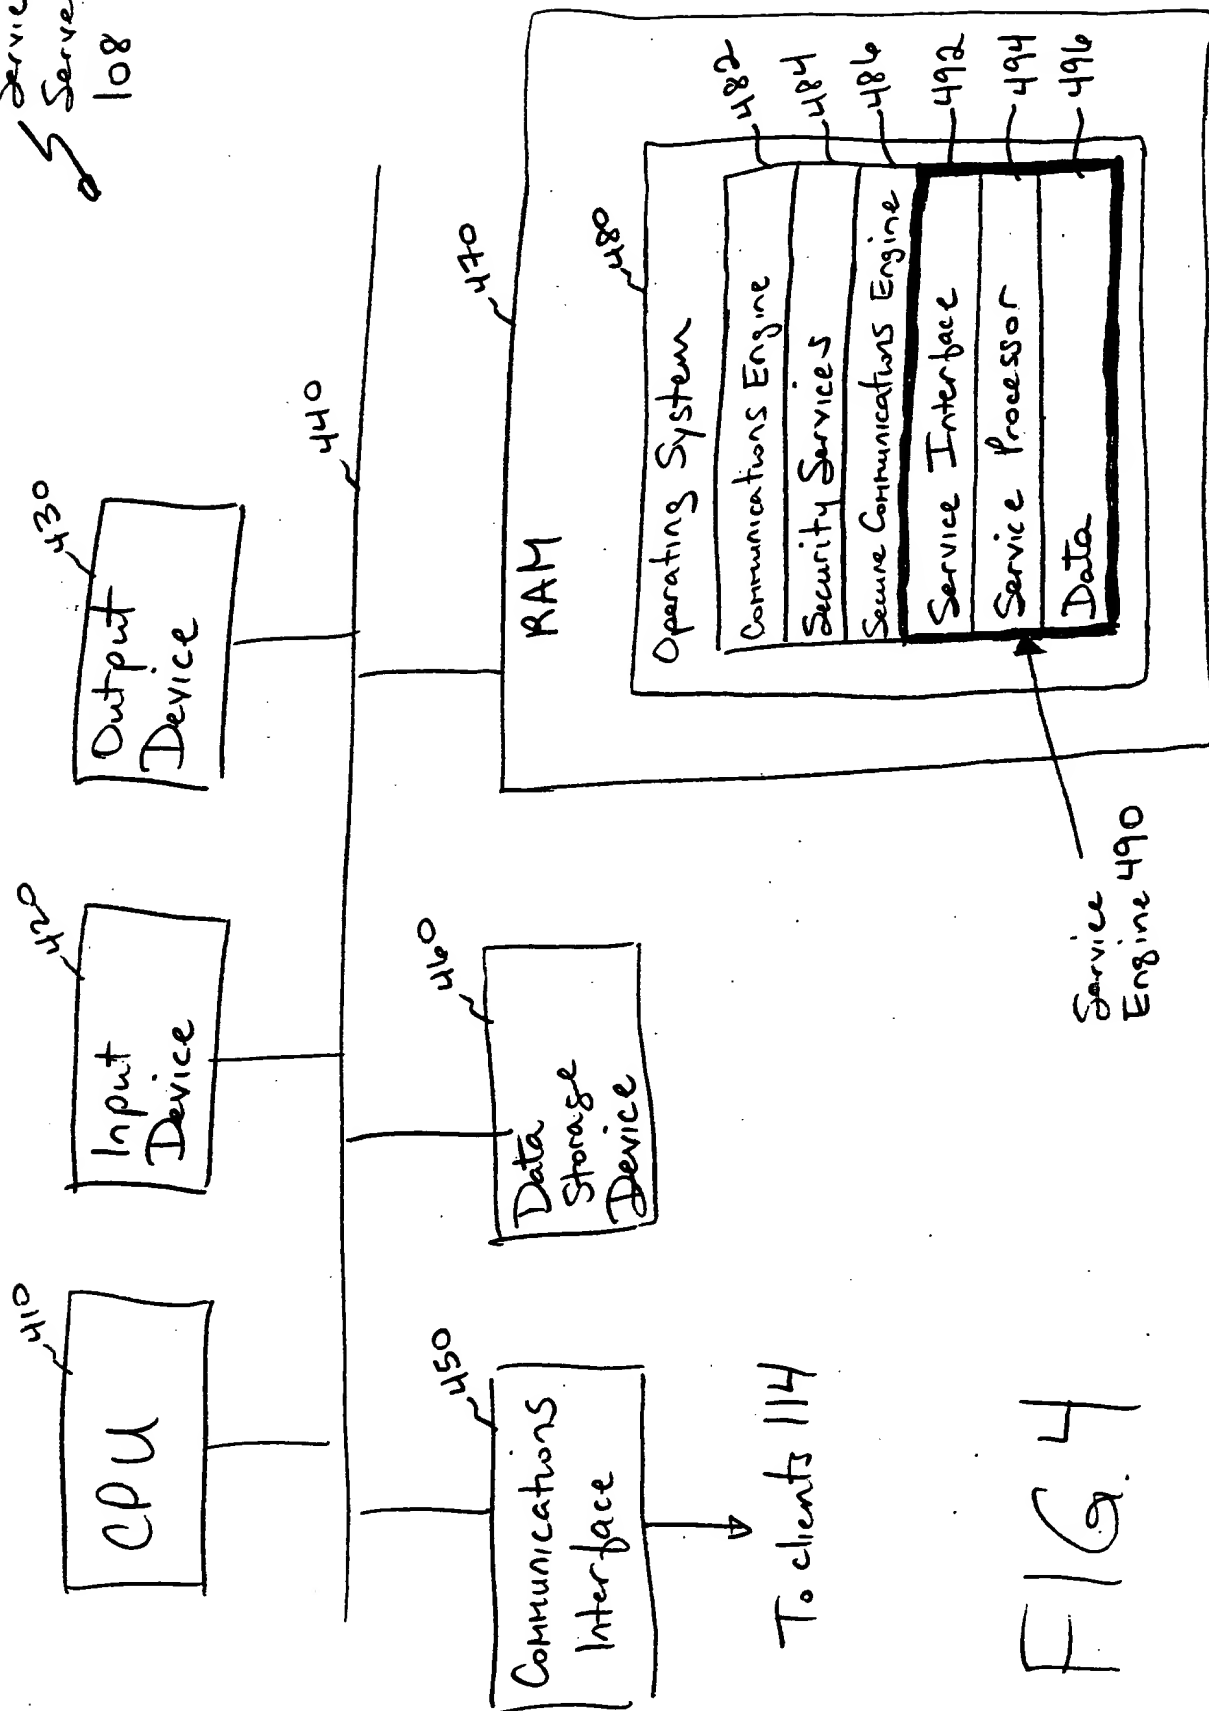 Server
108
CPU
410
Input
Device
420
Output
Device
430
440
Communications
Interface
450
To clients 114
Data
Storage
Device
460
RAM
470
Operating System
480
Communications Engine
482
Security Services
484
Secure Communications Engine
486
Service Interface
492
Service Processor
494
Data
496
Service
Engine 490
FIG. 4